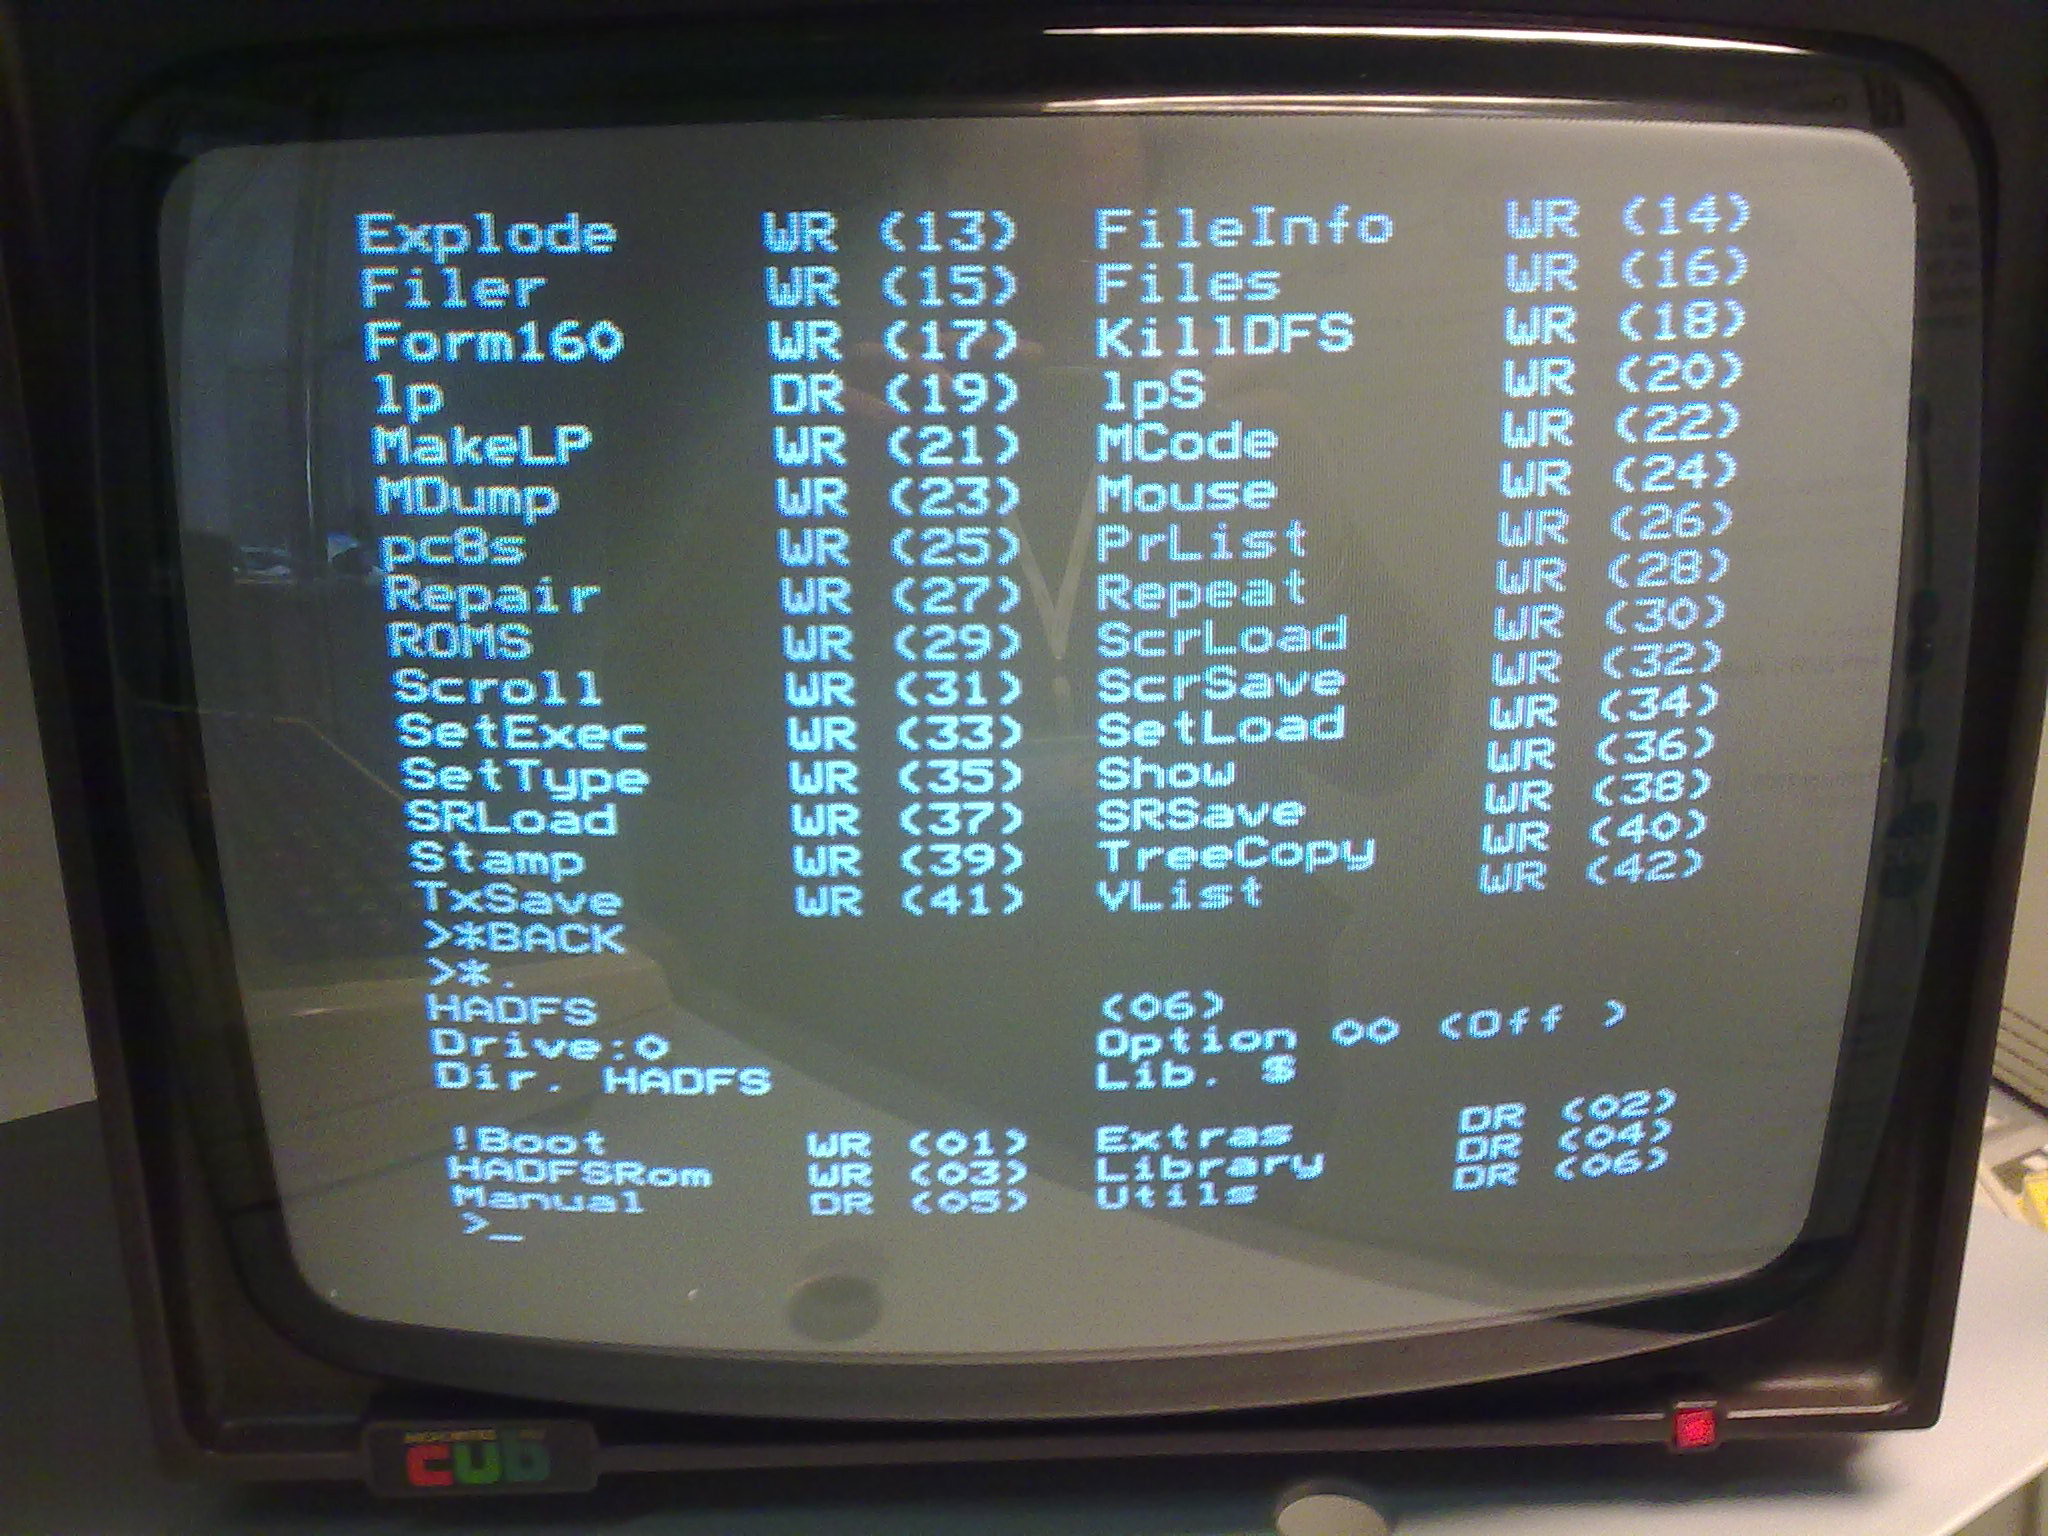 Explode WR (13) FileInfo WR (14)
Filer WR (15) Files WR (16)
Form160 WR (17) KillDFS WR (18)
lp DR (19) lpS WR (20)
MakeLP WR (21) MCode WR (22)
MDump WR (23) Mouse WR (24)
pc8s WR (25) PrList WR (26)
Repair WR (27) Repeat WR (28)
ROMS WR (29) ScrLoad WR (30)
Scroll WR (31) ScrSave WR (32)
SetExec WR (33) SetLoad WR (34)
SetType WR (35) Show WR (36)
SRLoad WR (37) SRSave WR (38)
Stamp WR (39) TreeCopy WR (40)
TxSave WR (41) VList WR (42)
>*BACK
>*.
HADFS (06)
Drive:0 Option 00 (Off )
Dir. HADFS Lib. $
!Boot WR (01) Extras DR (02)
HADFSRom WR (03) Library DR (04)
Manual DR (05) Utils DR (06)
>_
cub